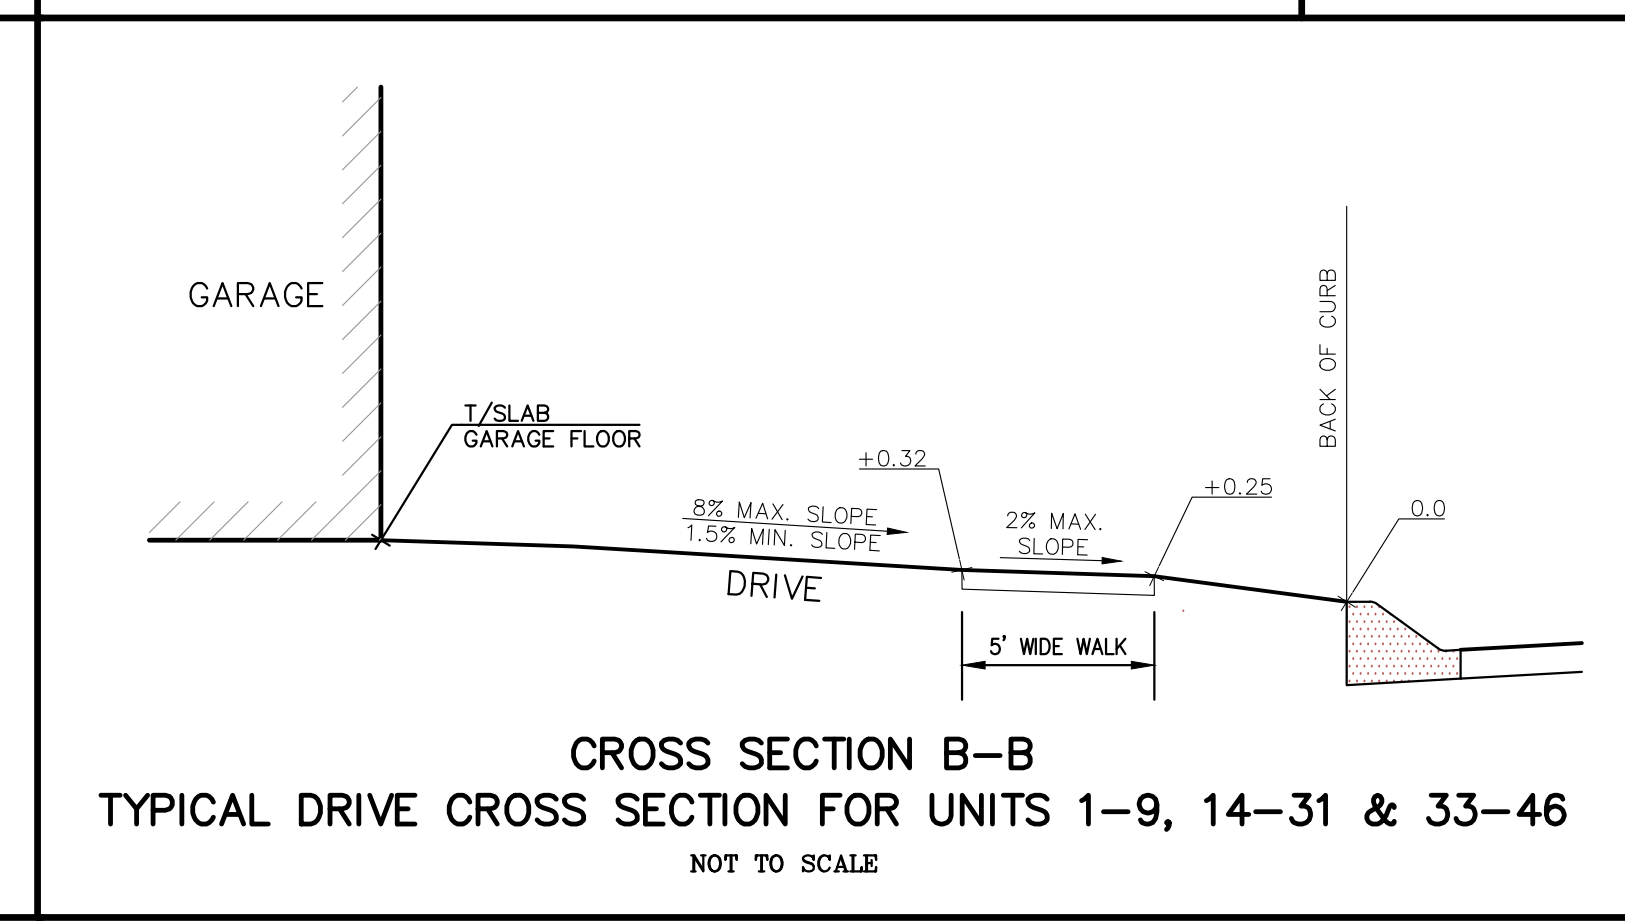 GARAGE
T/SLAB
GARAGE FLOOR
8% MAX. SLOPE
1.5% MIN. SLOPE
DRIVE
+0.32
2% MAX.
SLOPE
+0.25
BACK OF CURB
0.0
5' WIDE WALK
CROSS SECTION B-B
TYPICAL DRIVE CROSS SECTION FOR UNITS 1-9, 14-31 & 33-46
NOT TO SCALE